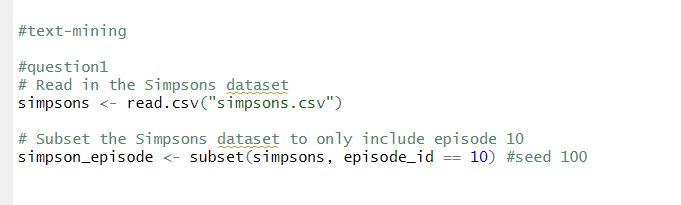 #text-mining
#question1
# Read in the Simpsons dataset
simpsons <- read.csv("simpsons.csv")
# Subset the Simpsons dataset to only include episode 10
simpson_episode <- subset(simpsons, episode_id == 10) #seed 100